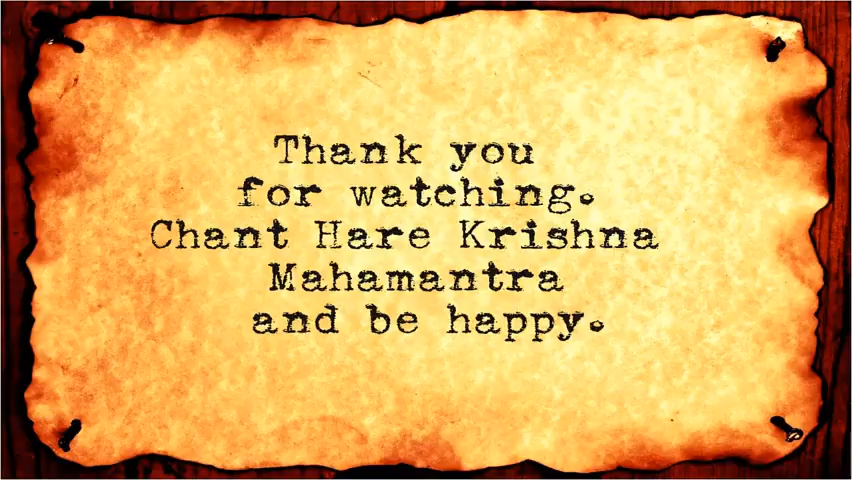 Thank you
for watching.
Chant Hare Krishna
Mahamantra
and be happy.